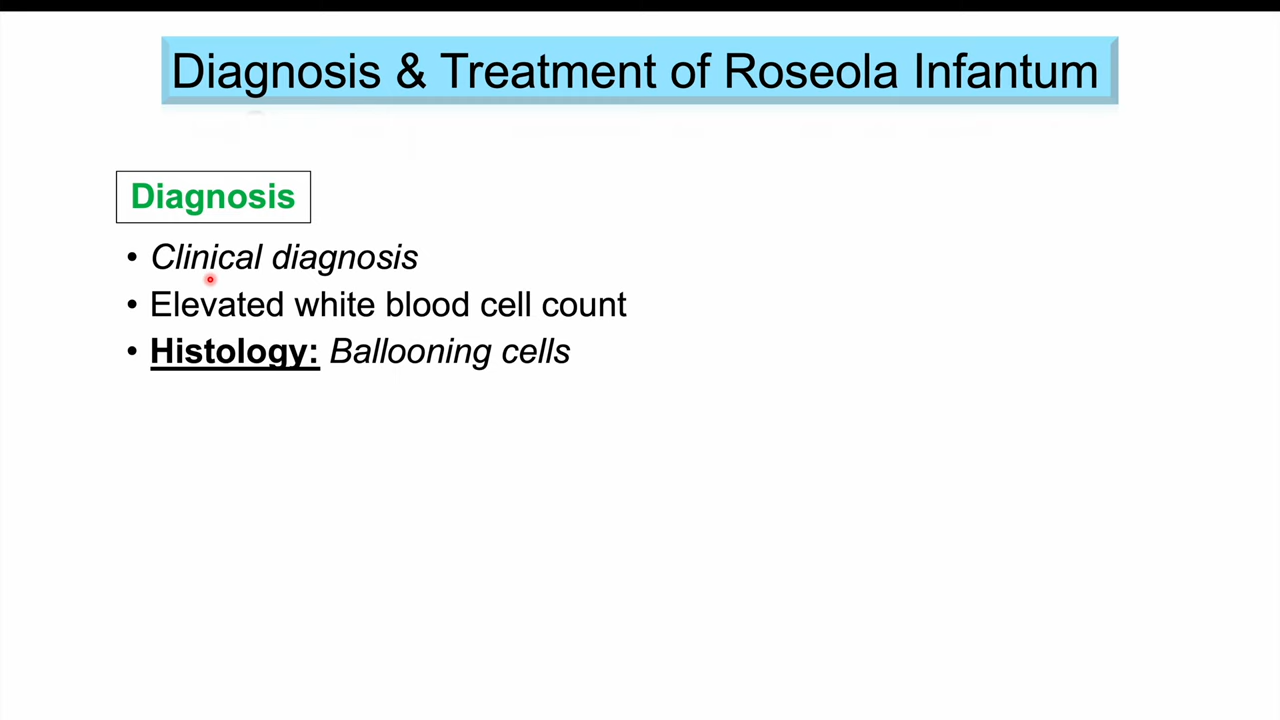 Diagnosis & Treatment of Roseola Infantum
Diagnosis
• Clinical diagnosis
• Elevated white blood cell count
• Histology: Ballooning cells